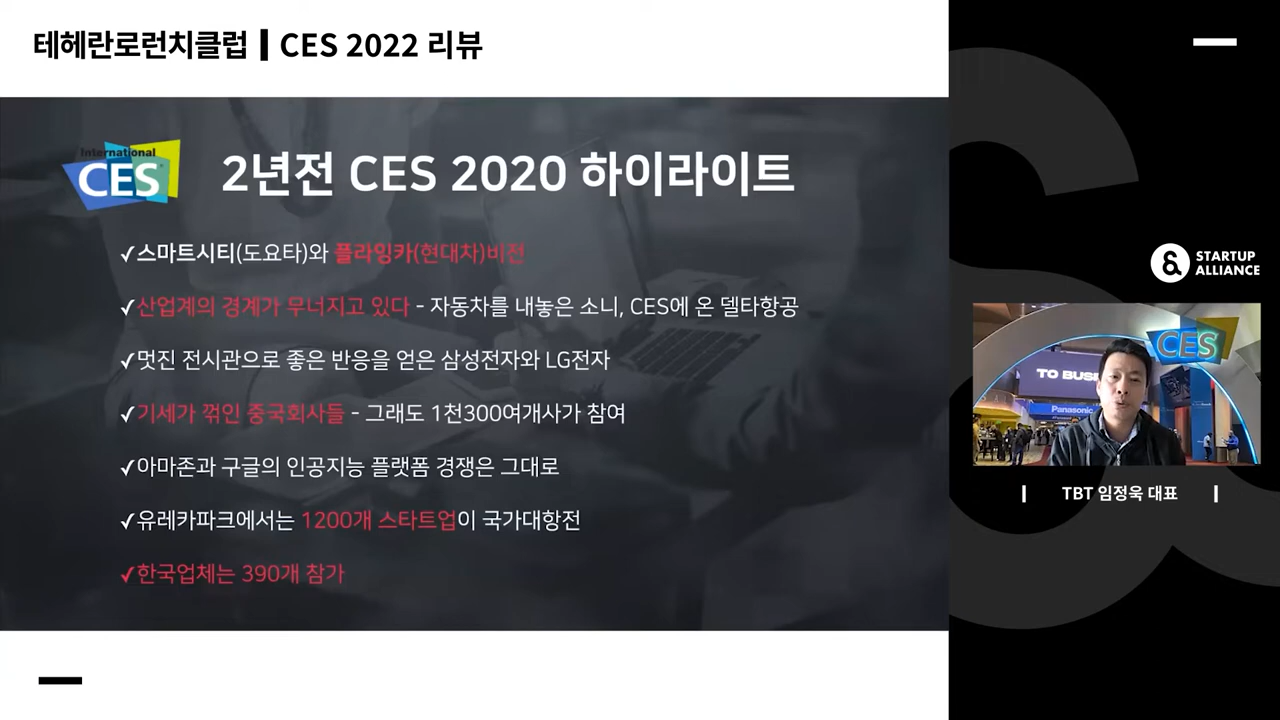 테헤란로런치클럽 | CES 2022 리뷰
International
CES
2년전 CES 2020 하이라이트
✓스마트시티(도요타)와 플라잉카(현대차)비전
✓산업계의 경계가 무너지고 있다 - 자동차를 내놓은 소니, CES에 온 델타항공
✓멋진 전시관으로 좋은 반응을 얻은 삼성전자와 LG전자
✓기세가 꺾인 중국회사들 - 그래도 1천300여개사가 참여
✓아마존과 구글의 인공지능 플랫폼 경쟁은 그대로
✓유레카파크에서는 1200개 스타트업이 국가대항전
✓한국업체는 390개 참가
STARTUP
ALLIANCE
CES
TO BUS
Panasonic
| TBT 임정욱 대표 |